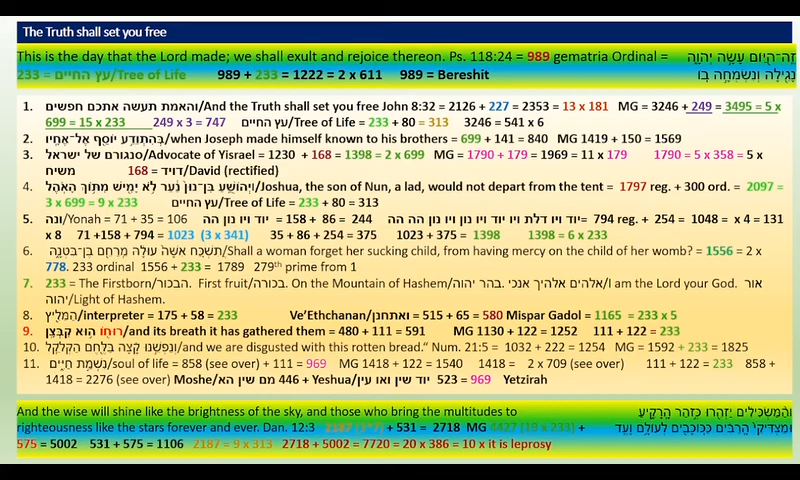 The Truth shall set you free
This is the day that the Lord made; we shall exult and rejoice thereon. Ps. 118:24 = 989 gematria Ordinal = זֶה־הַיּוֹם עָשָׂה יְהוָה
233 = עץ החיים/Tree of Life 989 + 233 = 1222 = 2 x 611 989 = Bereshit נָגִילָה וְנִשְׂמְחָה בוֹ
1. והאמת תעשה אתכם חפשים/And the Truth shall set you free John 8:32 = 2126 + 227 = 2353 = 13 x 181 MG = 3246 + 249 = 3495 = 5 x
699 = 15 x 233 249 x 3 = 747 עץ החיים/Tree of Life = 233 + 80 = 313 3246 = 541 x 6
2. בְּהִתְוַדַּע יוֹסֵף אֶל־אֶחָיו/when Joseph made himself known to his brothers = 699 + 141 = 840 MG 1419 + 150 = 1569
3. סנגורם של ישראל/Advocate of Yisrael = 1230 + 168 = 1398 = 2 x 699 MG = 1790 + 179 = 1969 = 11 x 179 1790 = 5 x 358 = 5 x
משיח 168 = דויד/David (rectified)
4. וִיהוֹשֻׁעַ בִּן־נוּן נַעַר לֹא יָמִישׁ מִתּוֹךְ הָאֹהֶל/Joshua, the son of Nun, a lad, would not depart from the tent = 1797 reg. + 300 ord. = 2097 =
3 x 699 = 9 x 233 עץ החיים/Tree of Life = 233 + 80 = 313
5. יונה/Yonah = 71 + 35 = 106 יוד ויו נון הה = 158 + 86 = 244 יוד ויו דלת ויו יוד ויו נון ויו נון הה הה= 794 reg. + 254 = 1048 = x 4 = 131
x 8 71 +158 + 794 = 1023 (3 x 341) 35 + 86 + 254 = 375 1023 + 375 = 1398 1398 = 6 x 233
6. תִשְׁכַּח אִשָּׁה עוּלָהּ מֵרַחֵם בֶּן־בִּטְנָהּ/Shall a woman forget her sucking child, from having mercy on the child of her womb? = 1556 = 2 x
778. 233 ordinal 1556 + 233 = 1789 279th prime from 1
7. 233 = The Firstborn/הבכור. First fruit/בכורה. On the Mountain of Hashem/בהר יהוה. אלהים אלהיך אנכי/I am the Lord your God. אור
יהוה/Light of Hashem.
8. הַמֵּלִיץ/interpreter = 175 + 58 = 233 Ve'Ethchanan/ואתחנן = 515 + 65 = 580 Mispar Gadol = 1165 = 233 x 5
9. רוּחוֹ הוּא קִבְּצָן/and its breath it has gathered them = 480 + 111 = 591 MG 1130 + 122 = 1252 111 + 122 = 233
10. וְנַפְשֵׁנוּ קָצָה בַּלֶּחֶם הַקְּלֹקֵל/and we are disgusted with this rotten bread." Num. 21:5 = 1032 + 222 = 1254 MG = 1592 + 233 = 1825
11. נִשְׁמַת חַיִּים/soul of life = 858 (see over) + 111 = 969 MG 1418 + 122 = 1540 1418 = 2 x 709 (see over) 111 + 122 = 233 858 +
1418 = 2276 (see over) Moshe/מם שין הא 446 + Yeshua/יוד שין ואו עין 523 = 969 Yetzirah
And the wise will shine like the brightness of the sky, and those who bring the multitudes to וְהַמַּשְׂכִּלִים יַזְהִרוּ כְּזֹהַר הָרָקִיעַ
righteousness like the stars forever and ever. Dan. 12:3 + 531 = 2718 MG 4427 (19 x 233) + וּמַצְדִּיקֵי הָרַבִּים כַּכּוֹכָבִים לְעוֹלָם וָעֶד
575 = 5002 531 + 575 = 1106 2187 = 9 x 313 2718 + 5002 = 7720 = 20 x 386 = 10 x it is leprosy